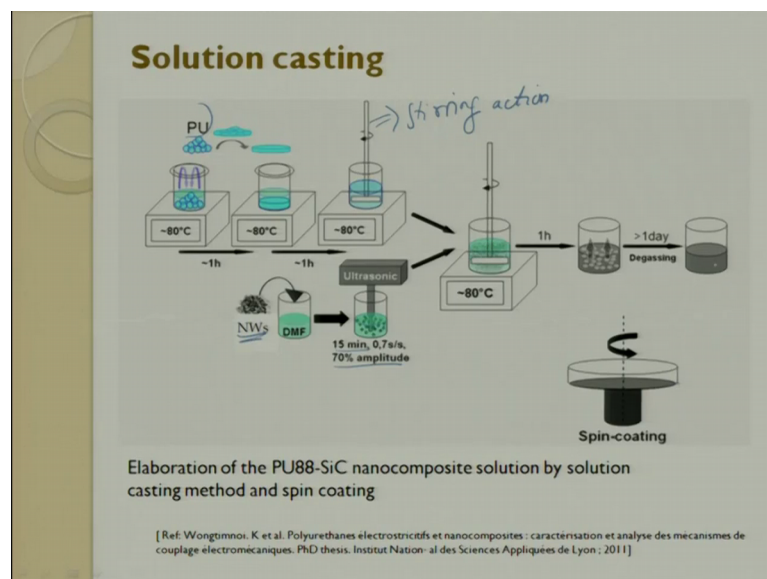 Solution casting
=> Stirring action
PU
~80°C
~80°C
~80°C
~1h
~1h
1h
>1day
Degassing
Ultrasonic
~80°C
NWs
DMF
15 min, 0,7s/s,
70% amplitude
Spin-coating
Elaboration of the PU88-SiC nanocomposite solution by solution
casting method and spin coating
[ Ref: Wongtimnoi. K et al. Polyurethanes électrostrictifs et nanocomposites : caractérisation et analyse des mécanismes de
couplage électromécaniques. PhD thesis. Institut Nation- al des Sciences Appliquées de Lyon ; 2011]